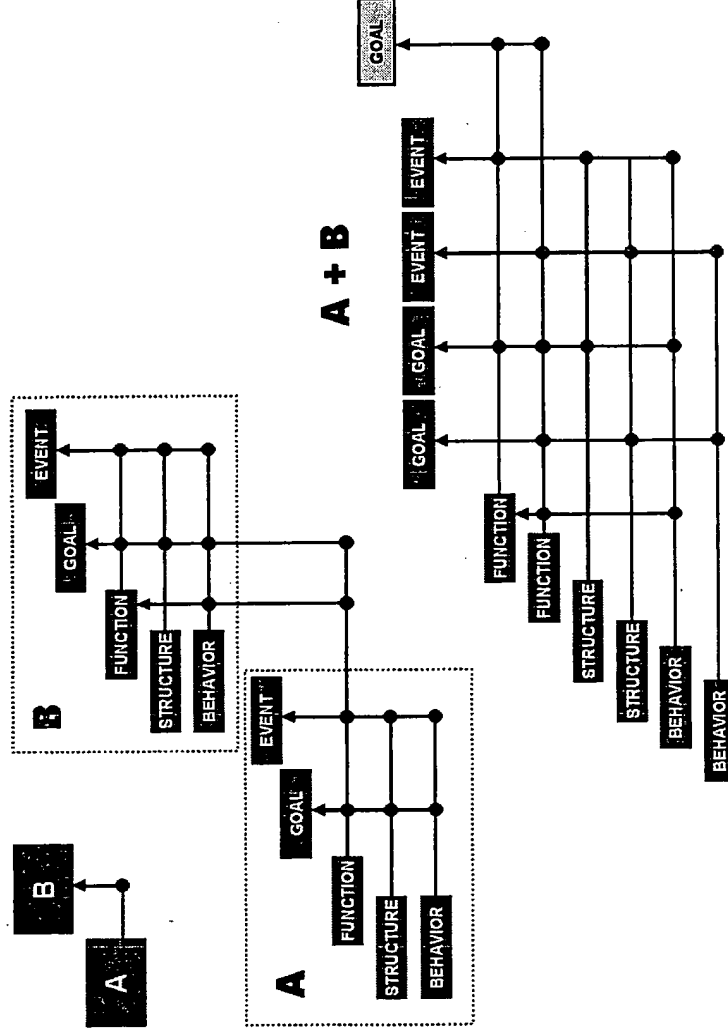 A
B
A
FUNCTION
STRUCTURE
BEHAVIOR
GOAL
EVENT
B
FUNCTION
STRUCTURE
BEHAVIOR
GOAL
EVENT
A + B
FUNCTION
FUNCTION
STRUCTURE
STRUCTURE
BEHAVIOR
BEHAVIOR
GOAL
GOAL
EVENT
EVENT
GOAL